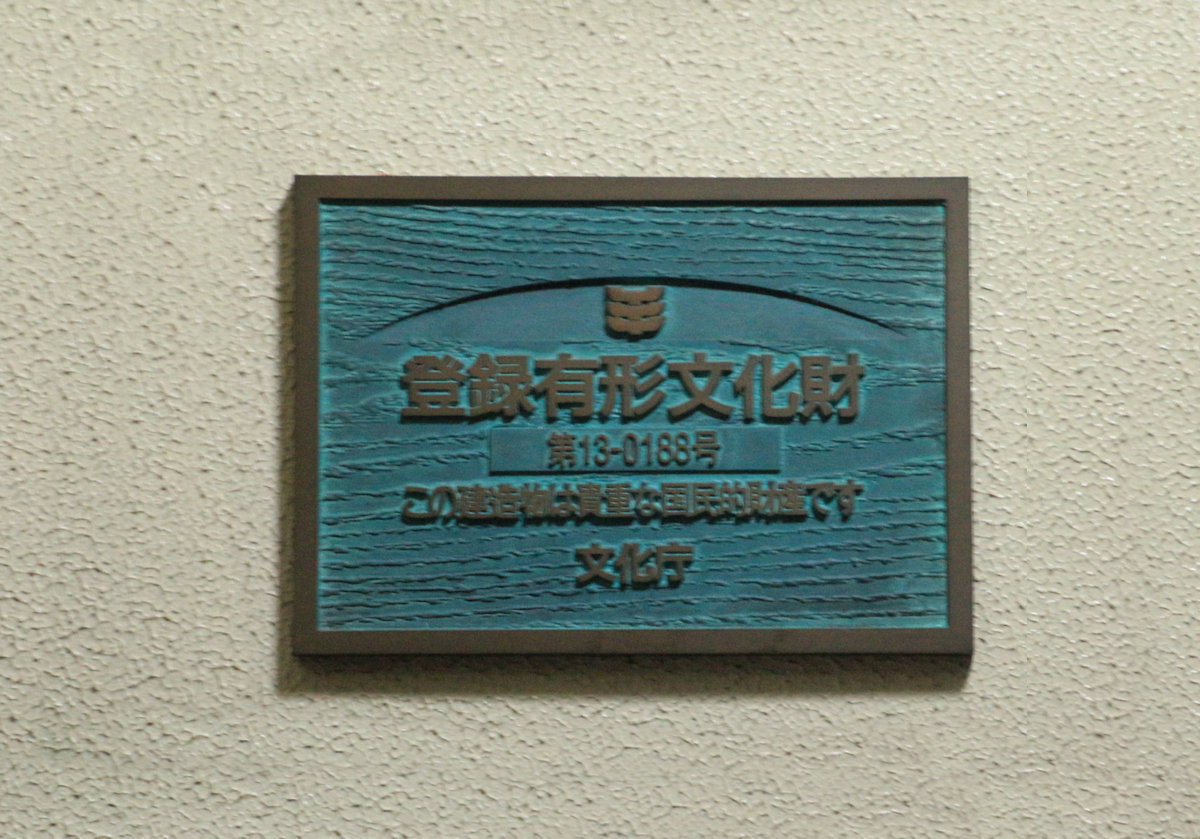 登録有形文化財
第13-0188号
この建造物は貴重な国民的財産です
文化庁